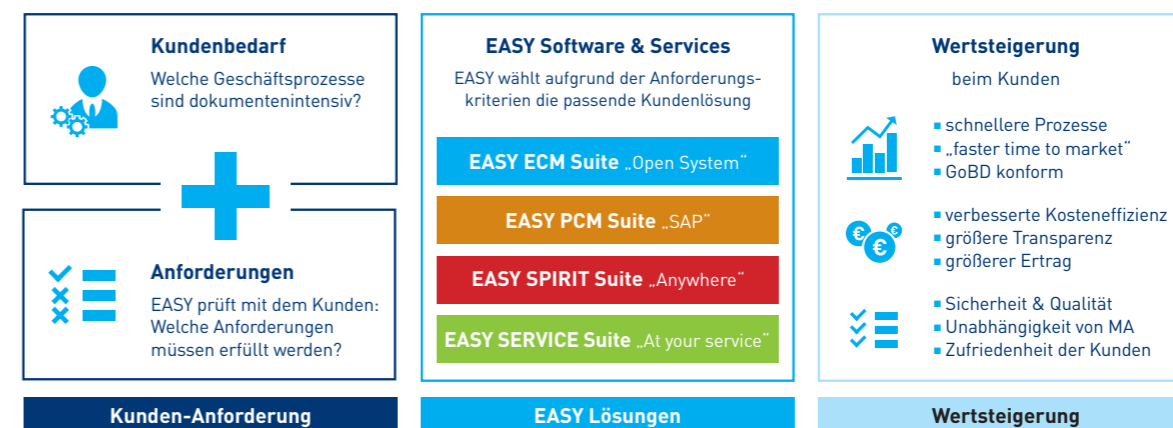 Kundenbedarf
Welche Geschäftsprozesse
sind dokumentenintensiv?
Anforderungen
EASY prüft mit dem Kunden:
Welche Anforderungen
müssen erfüllt werden?
Kunden-Anforderung
EASY Software & Services
EASY wählt aufgrund der Anforderungs-
kriterien die passende Kundenlösung
EASY ECM Suite „Open System“
EASY PCM Suite „SAP“
EASY SPIRIT Suite „Anywhere“
EASY SERVICE Suite „At your service“
EASY Lösungen
Wertsteigerung
beim Kunden
▪ schnellere Prozesse
▪ „faster time to market“
▪ GoBD konform
€ € €
▪ verbesserte Kosteneffizienz
▪ größere Transparenz
▪ größerer Ertrag
▪ Sicherheit & Qualität
▪ Unabhängigkeit von MA
▪ Zufriedenheit der Kunden
Wertsteigerung